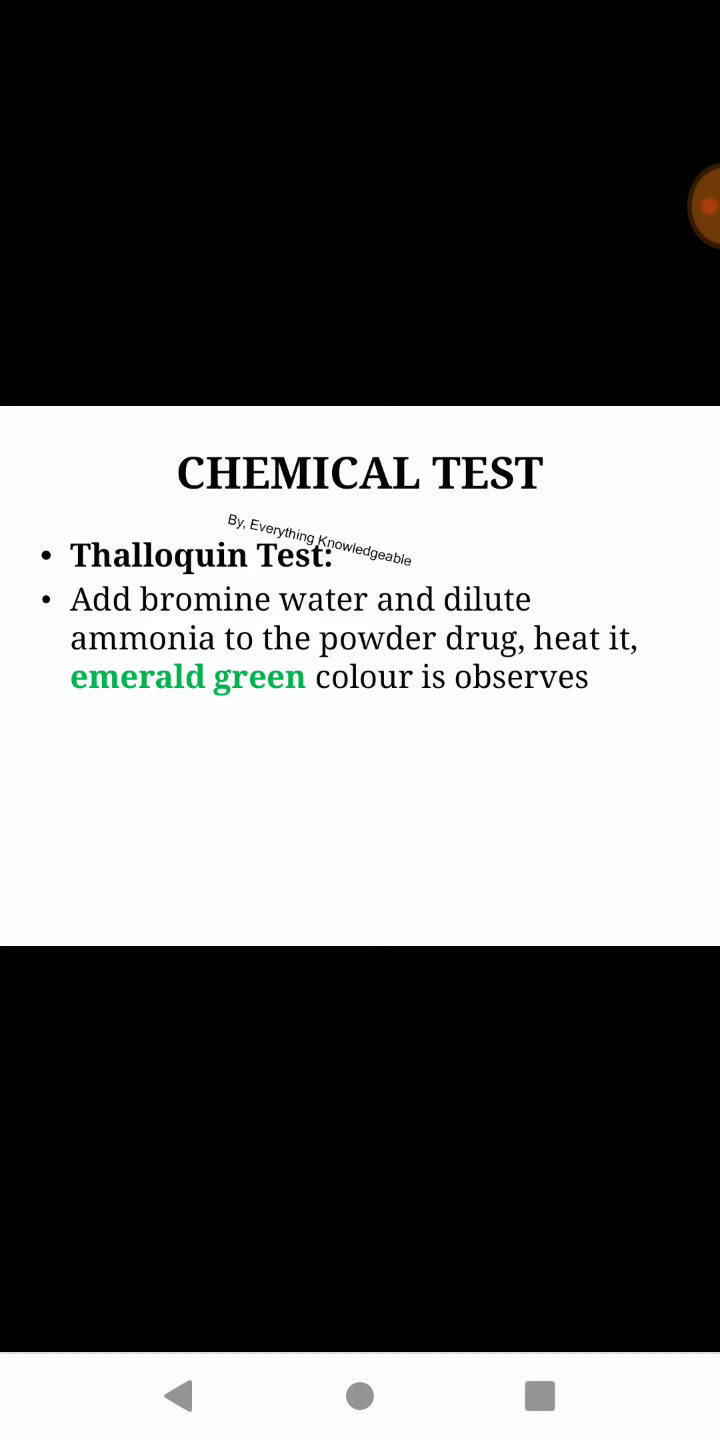 CHEMICAL TEST
By, Everything Knowledgeable
• Thalloquin Test:
• Add bromine water and dilute
ammonia to the powder drug, heat it,
emerald green colour is observes